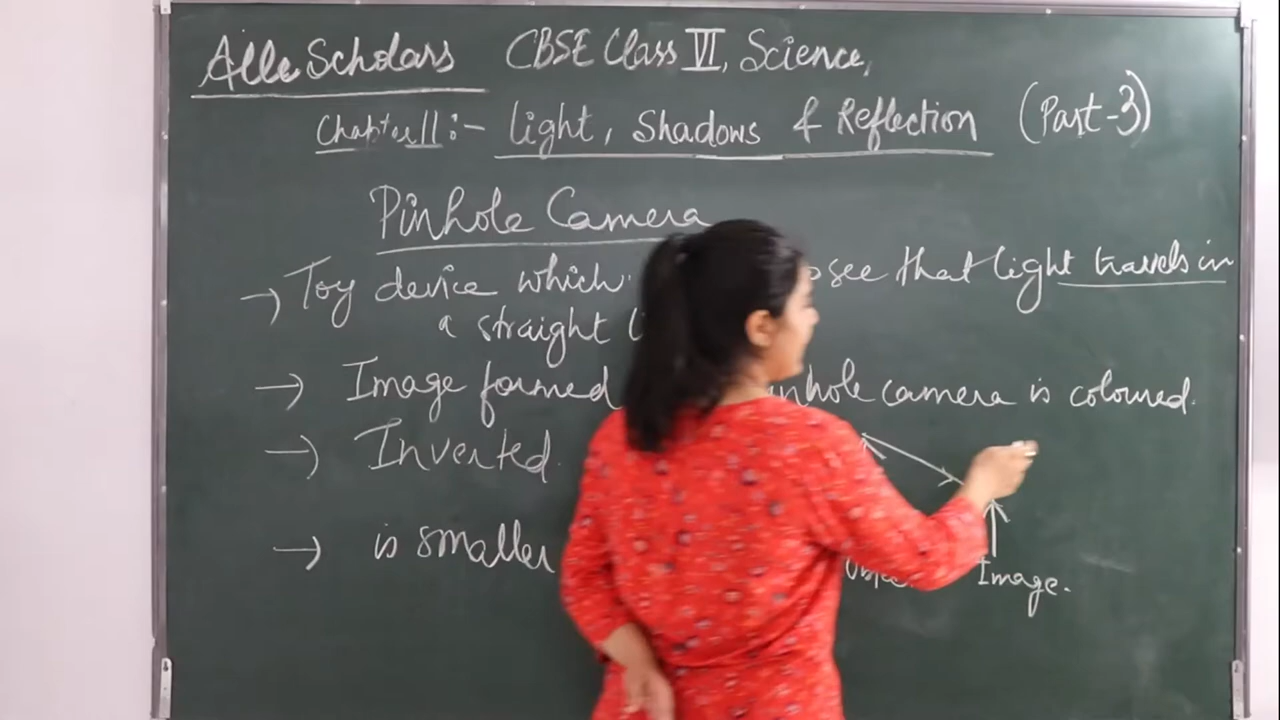 Alle Scholars CBSE Class VI, Science,
Chapter 11:- Light, Shadows & Reflection (Part-3)
Pinhole Camera
→ Toy device which see that light travels in
a straight
→ Image formed camera is coloured.
→ Inverted.
→ is smaller
Image.